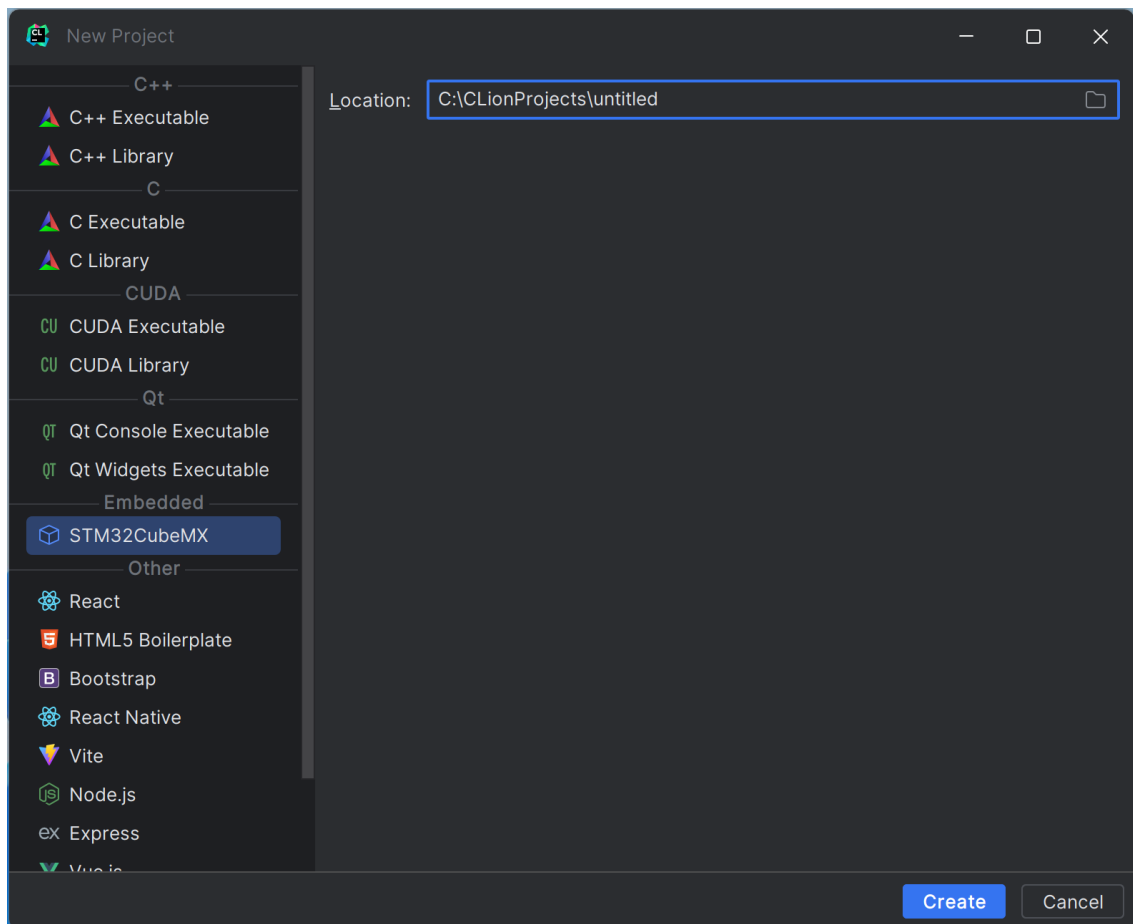 New Project
C++
C++ Executable
C++ Library
C
C Executable
C Library
CUDA
CU CUDA Executable
CU CUDA Library
Qt
QT Qt Console Executable
QT Qt Widgets Executable
Embedded
STM32CubeMX
Other
React
HTML5 Boilerplate
B Bootstrap
React Native
Vite
Node.js
ex Express
Vue.js
Location: C:\CLionProjects\untitled
Create
Cancel